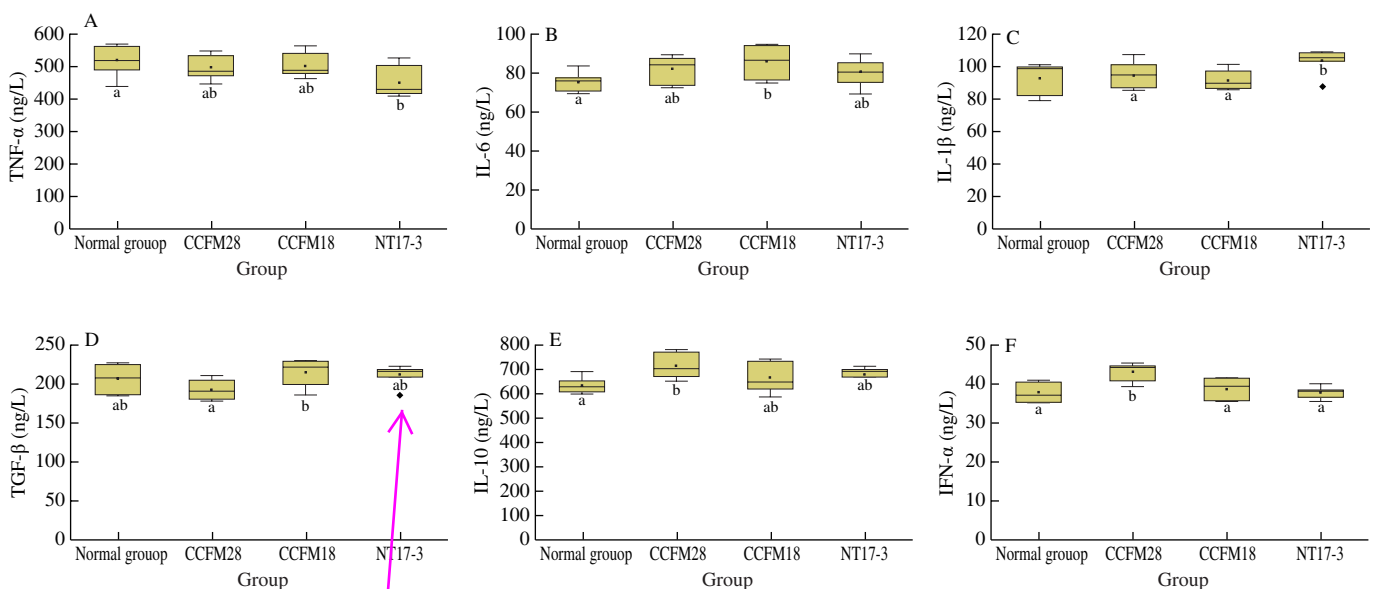 A
TNF-α (ng/L)
600
500
400
300
200
100
0
a
ab
ab
b
Normal grouop CCFM28 CCFM18 NT17-3
Group
B
IL-6 (ng/L)
100
80
60
40
20
0
a
ab
b
ab
Normal grouop CCFM28 CCFM18 NT17-3
Group
C
IL-1β (ng/L)
120
100
80
60
40
20
0
a
a
a
b
Normal grouop CCFM28 CCFM18 NT17-3
Group
D
TGF-β (ng/L)
250
200
150
100
50
0
ab
a
b
ab
Normal grouop CCFM28 CCFM18 NT17-3
Group
E
IL-10 (ng/L)
800
700
600
500
400
300
200
100
0
a
b
ab
ab
Normal grouop CCFM28 CCFM18 NT17-3
Group
F
IFN-α (ng/L)
50
40
30
20
10
0
a
b
a
a
Normal grouop CCFM28 CCFM18 NT17-3
Group